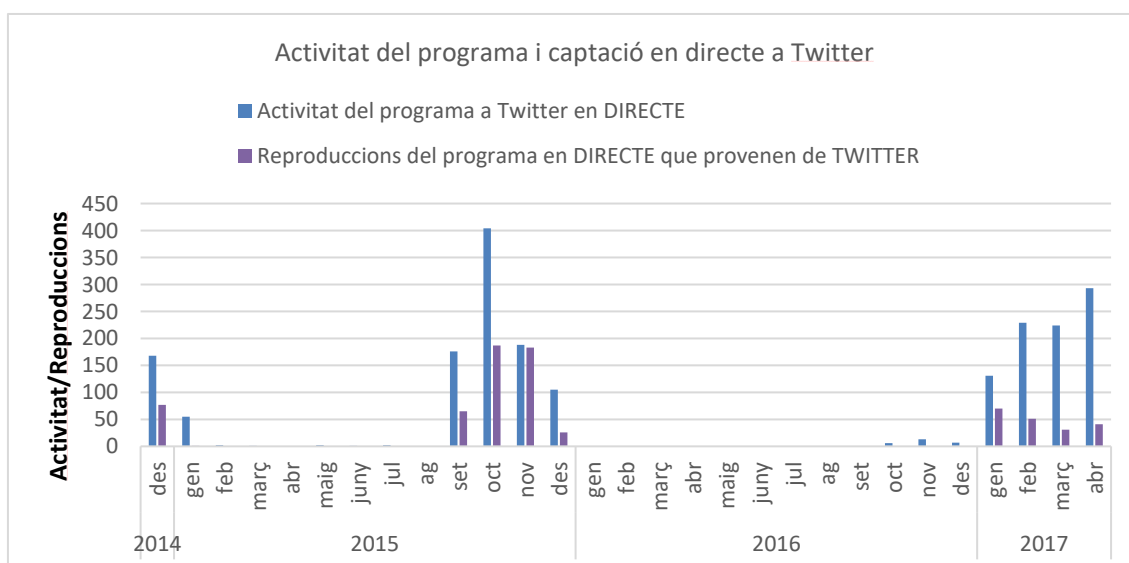 Activitat del programa i captació en directe a Twitter
Activitat del programa a Twitter en DIRECTE
Reproduccions del programa en DIRECTE que provenen de TWITTER
Activitat/Reproduccions
450
400
350
300
250
200
150
100
50
0
des gen feb març abr maig juny jul ag set oct nov des gen feb març abr maig juny jul ag set oct nov des gen feb març abr
2014 2015 2016 2017